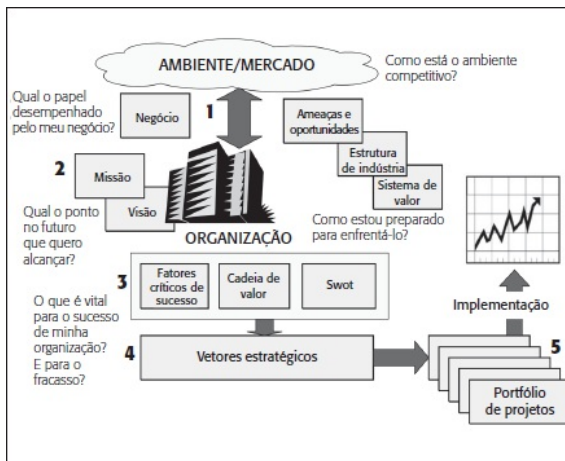 AMBIENTE/MERCADO
Como está o ambiente
competitivo?
Qual o papel
desempenhado
pelo meu negócio?
Negócio
1
Ameaças e
oportunidades
Estrutura
de indústria
Sistema de
valor
2
Missão
Visão
Qual o ponto
no futuro
que quero
alcançar?
ORGANIZAÇÃO
Como estou preparado
para enfrentá-lo?
3
Fatores
críticos de
sucesso
Cadeia de
valor
Swot
O que é vital
para o sucesso
de minha
organização?
E para o
fracasso?
Implementação
4
Vetores estratégicos
5
Portfólio
de projetos